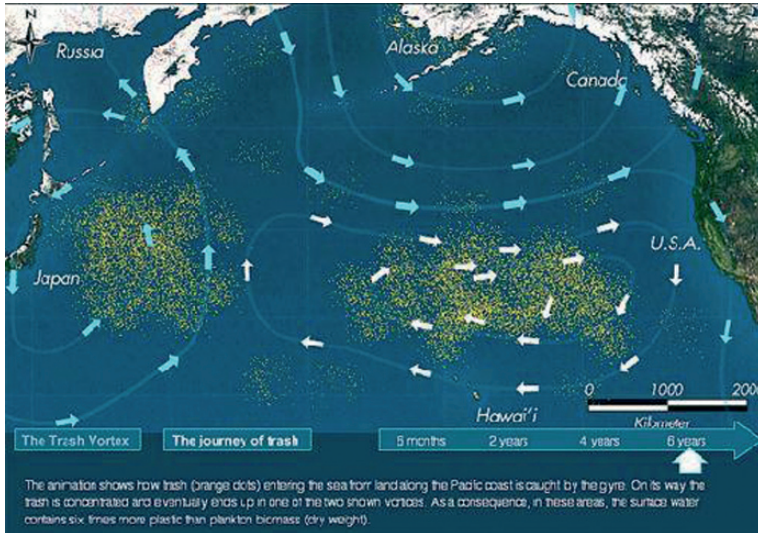 N
Russia
Alaska
Canada
Japan
U.S.A.
Hawai'i
0 1000 2000
Kilometer
The Trash Vortex
The journey of trash
6 months 2 years 4 years 6 years
The animation shows how trash (orange dots) entering the sea from land along the Pacific coast is caught by the gyre. On its way the
trash is concentrated and eventually ends up in one of the two shown vortices. As a consequence, in these areas, the surface water
contains six times more plastic than plankton biomass (dry weight).